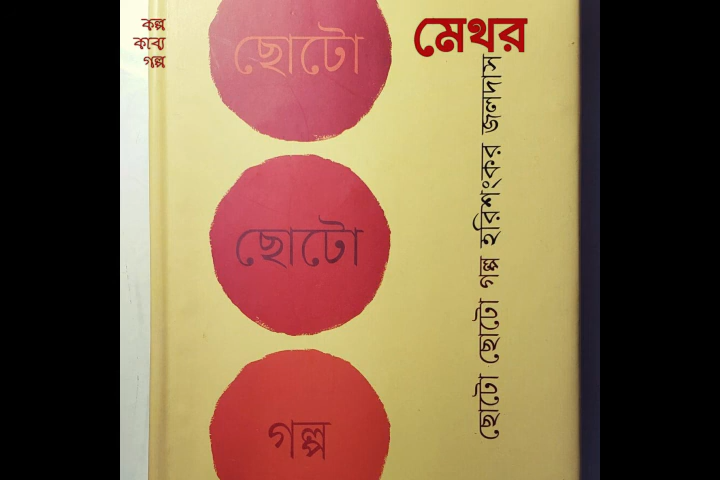 কল্প
কাব্য
গল্প
মেথর
ছোটো
ছোটো
গল্প
ছোটো ছোটো গল্প হরিশংকর জলদাস